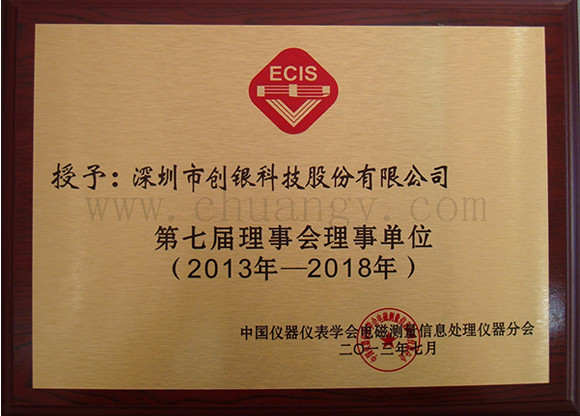 ECIS
授予：深圳市创银科技股份有限公司
www.chuangy.com
第七届理事会理事单位
（2013年—2018年）
中国仪器仪表学会电磁测量信息处理仪器分会
二〇一三年七月